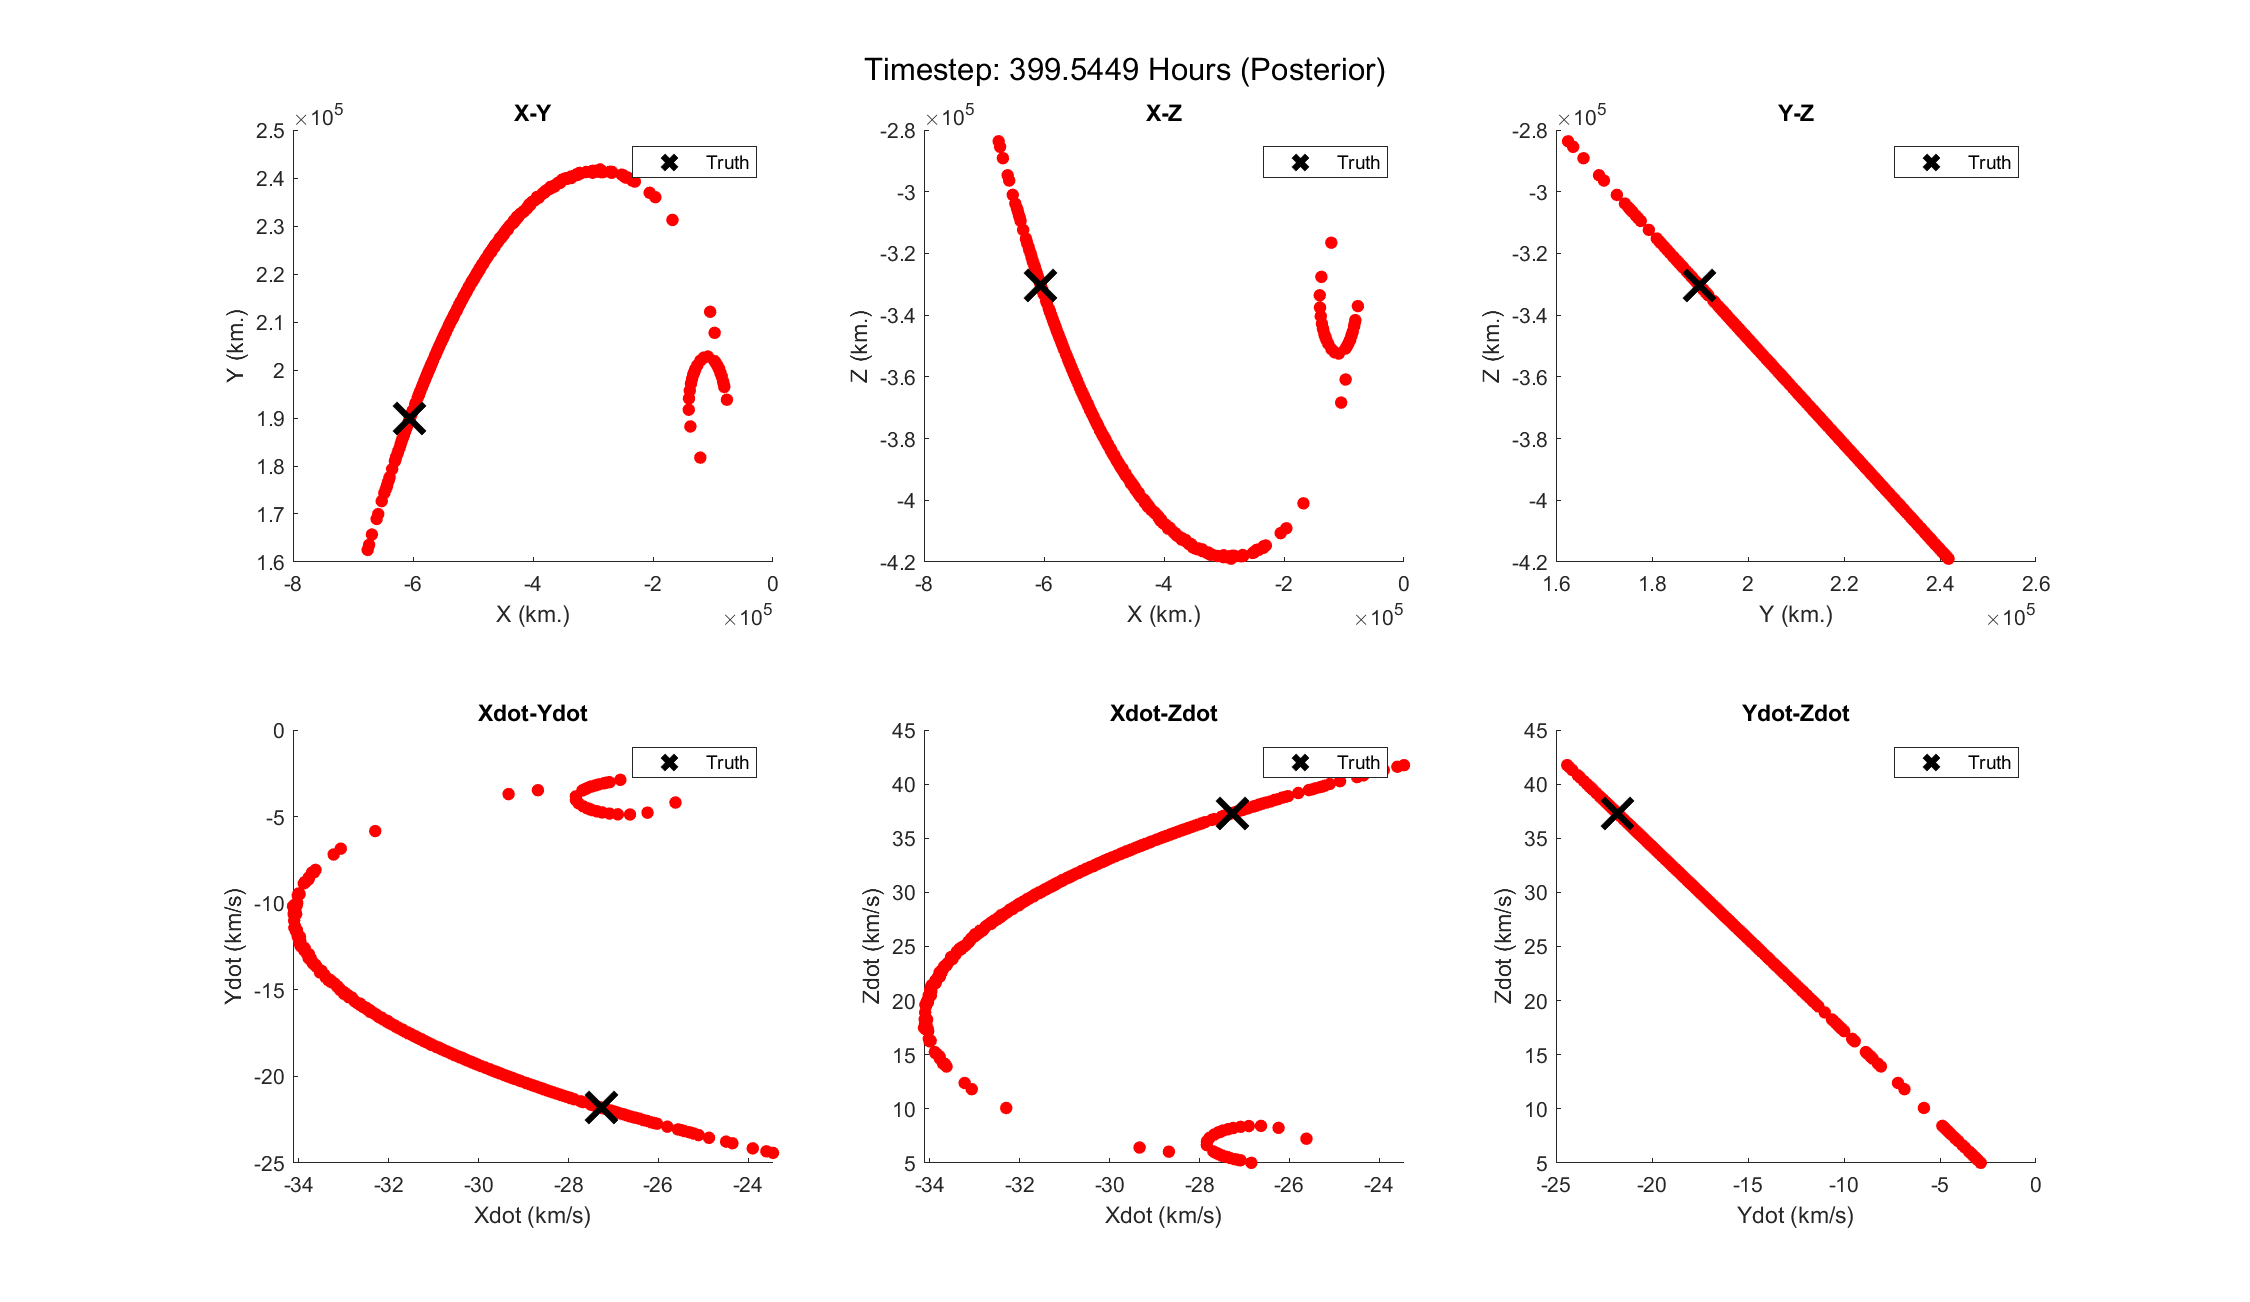 Timestep: 399.5449 Hours (Posterior)
X-Y
×10^5
2.5
2.4
2.3
2.2
2.1
2
1.9
1.8
1.7
1.6
Y (km.)
-8 -6 -4 -2 0
X (km.)
×10^5
Truth
X-Z
×10^5
-2.8
-3
-3.2
-3.4
-3.6
-3.8
-4
-4.2
Z (km.)
-8 -6 -4 -2 0
X (km.)
×10^5
Truth
Y-Z
×10^5
-2.8
-3
-3.2
-3.4
-3.6
-3.8
-4
-4.2
Z (km.)
1.6 1.8 2 2.2 2.4 2.6
Y (km.)
×10^5
Truth
Xdot-Ydot
0
-5
-10
-15
-20
-25
Ydot (km/s)
-34 -32 -30 -28 -26 -24
Xdot (km/s)
Truth
Xdot-Zdot
45
40
35
30
25
20
15
10
5
Zdot (km/s)
-34 -32 -30 -28 -26 -24
Xdot (km/s)
Truth
Ydot-Zdot
45
40
35
30
25
20
15
10
5
Zdot (km/s)
-25 -20 -15 -10 -5 0
Ydot (km/s)
Truth